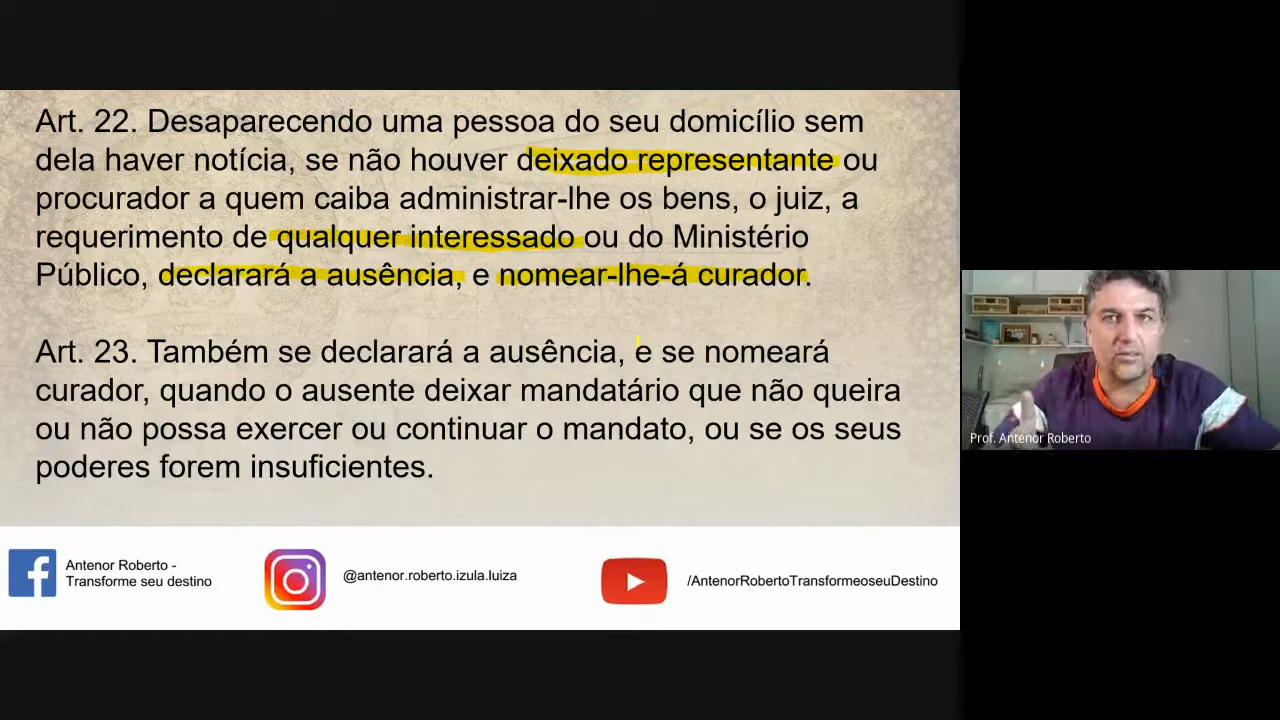 Art. 22. Desaparecendo uma pessoa do seu domicílio sem
dela haver notícia, se não houver deixado representante ou
procurador a quem caiba administrar-lhe os bens, o juiz, a
requerimento de qualquer interessado ou do Ministério
Público, declarará a ausência, e nomear-lhe-á curador.
Art. 23. Também se declarará a ausência, e se nomeará
curador, quando o ausente deixar mandatário que não queira
ou não possa exercer ou continuar o mandato, ou se os seus
poderes forem insuficientes.
Prof. Antenor Roberto
Antenor Roberto -
Transforme seu destino
@antenor.roberto.izula.luiza
/AntenorRobertoTransformeoseuDestino